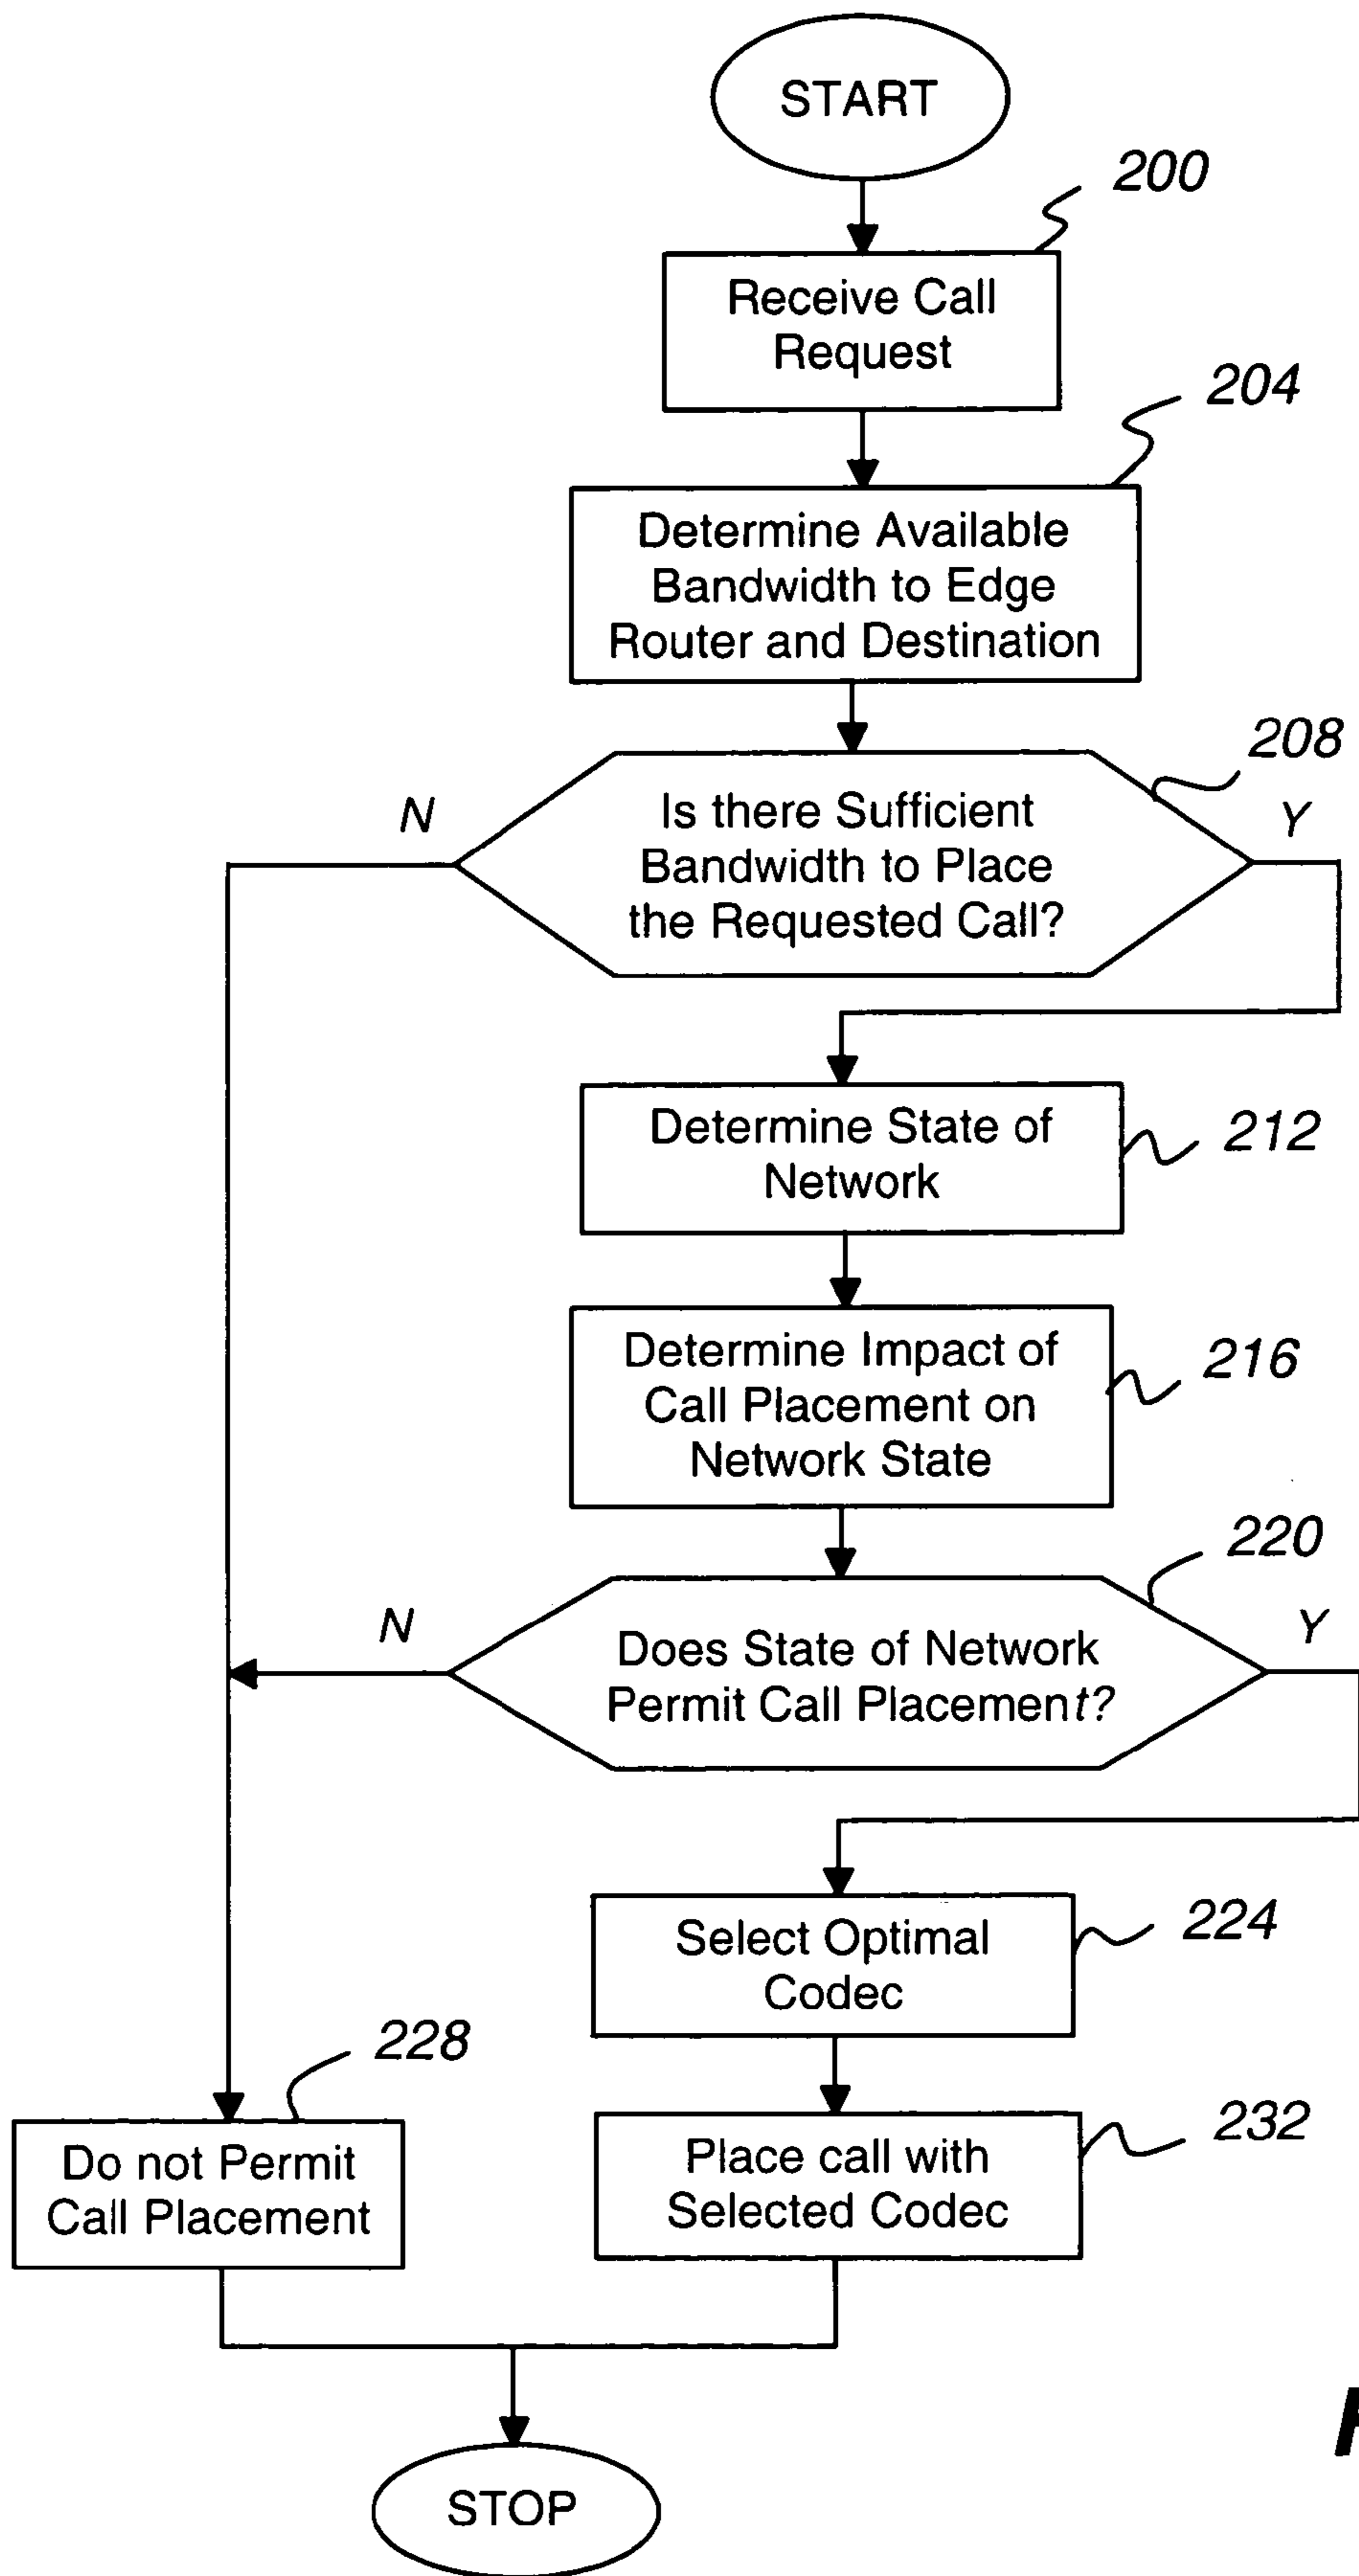 START
200
Receive Call
Request
204
Determine Available
Bandwidth to Edge
Router and Destination
208
N
Y
Is there Sufficient
Bandwidth to Place
the Requested Call?
Determine State of
Network
212
Determine Impact of
Call Placement on
Network State
216
220
N
Y
Does State of Network
Permit Call Placement?
Select Optimal
Codec
224
228
Do not Permit
Call Placement
Place call with
Selected Codec
232
STOP